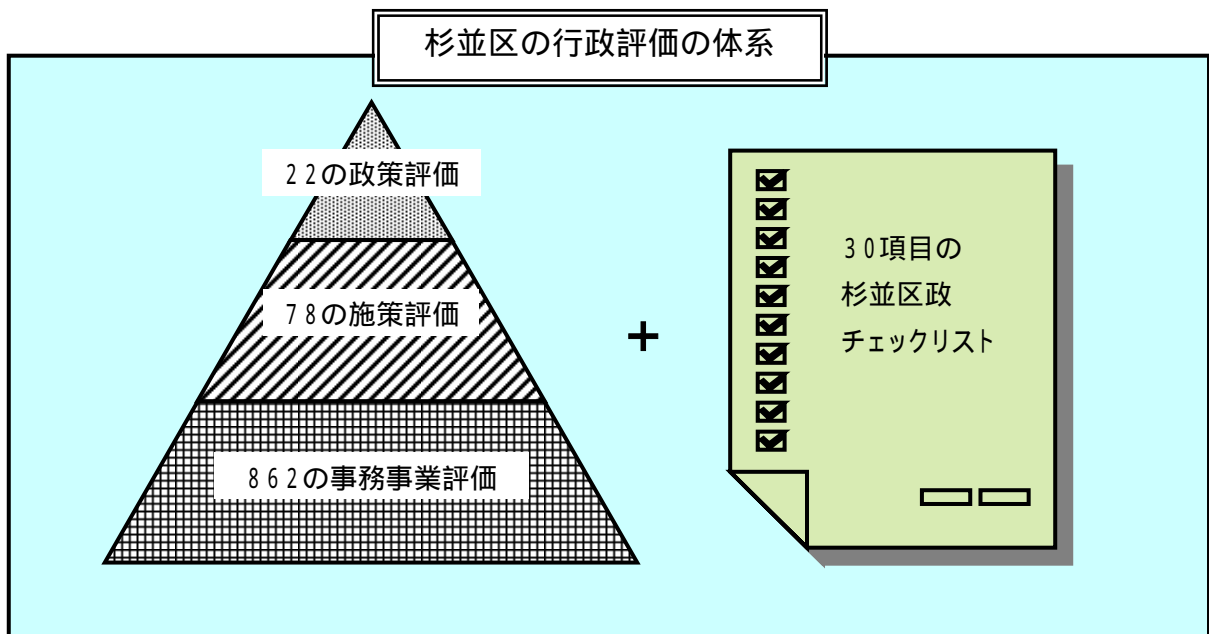 杉並区の行政評価の体系
22の政策評価
78の施策評価
862の事務事業評価
+
30項目の
杉並区政
チェックリスト